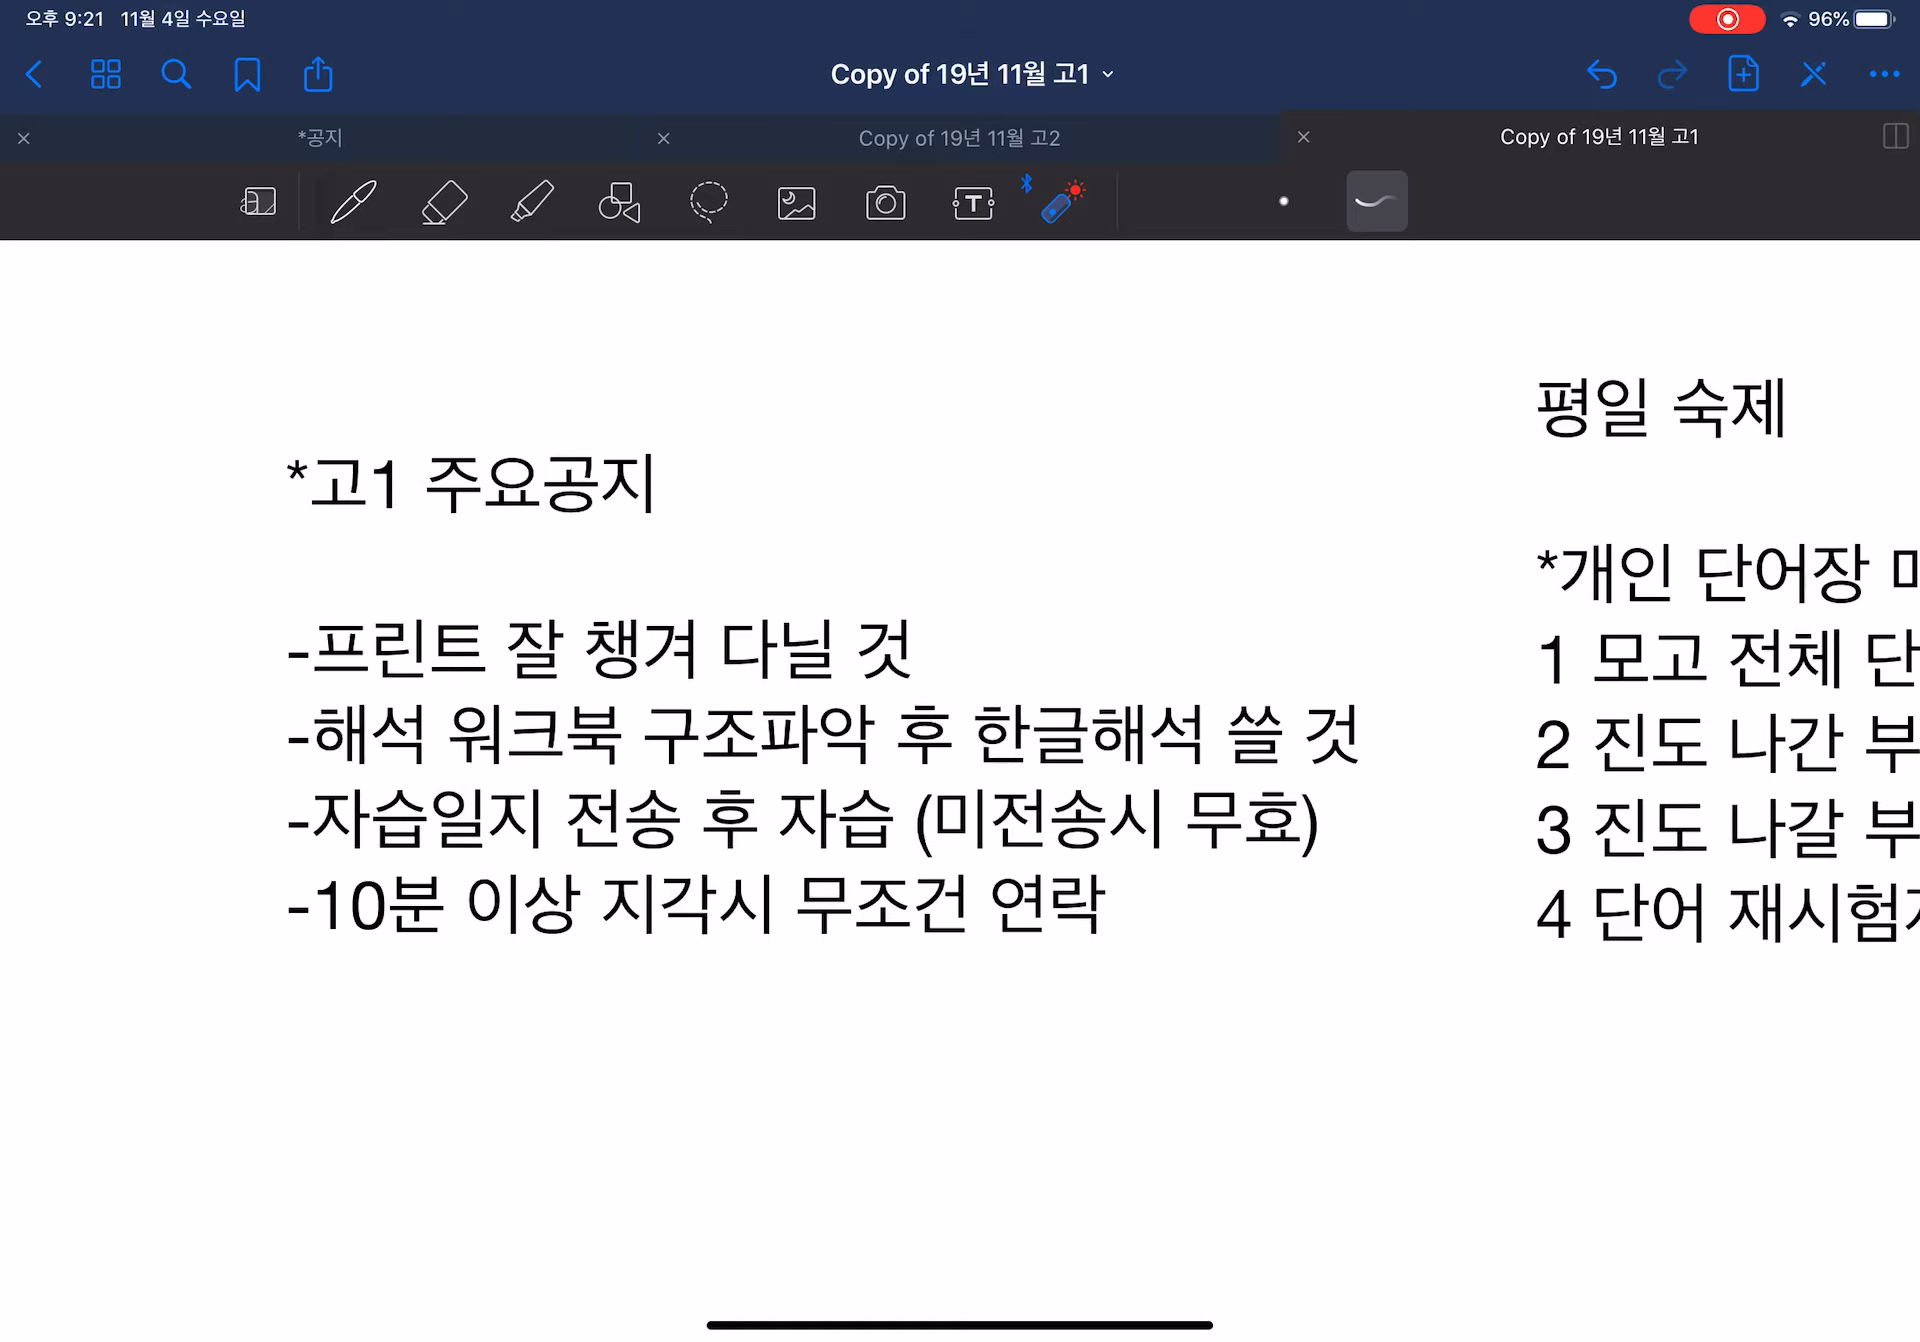 오후 9:21 11월 4일 수요일
96%
Copy of 19년 11월 고1
*공지
Copy of 19년 11월 고2
Copy of 19년 11월 고1
*고1 주요공지
-프린트 잘 챙겨 다닐 것
-해석 워크북 구조파악 후 한글해석 쓸 것
-자습일지 전송 후 자습 (미전송시 무효)
-10분 이상 지각시 무조건 연락
평일 숙제
*개인 단어장
1 모고 전체
2 진도 나간
3 진도 나갈
4 단어